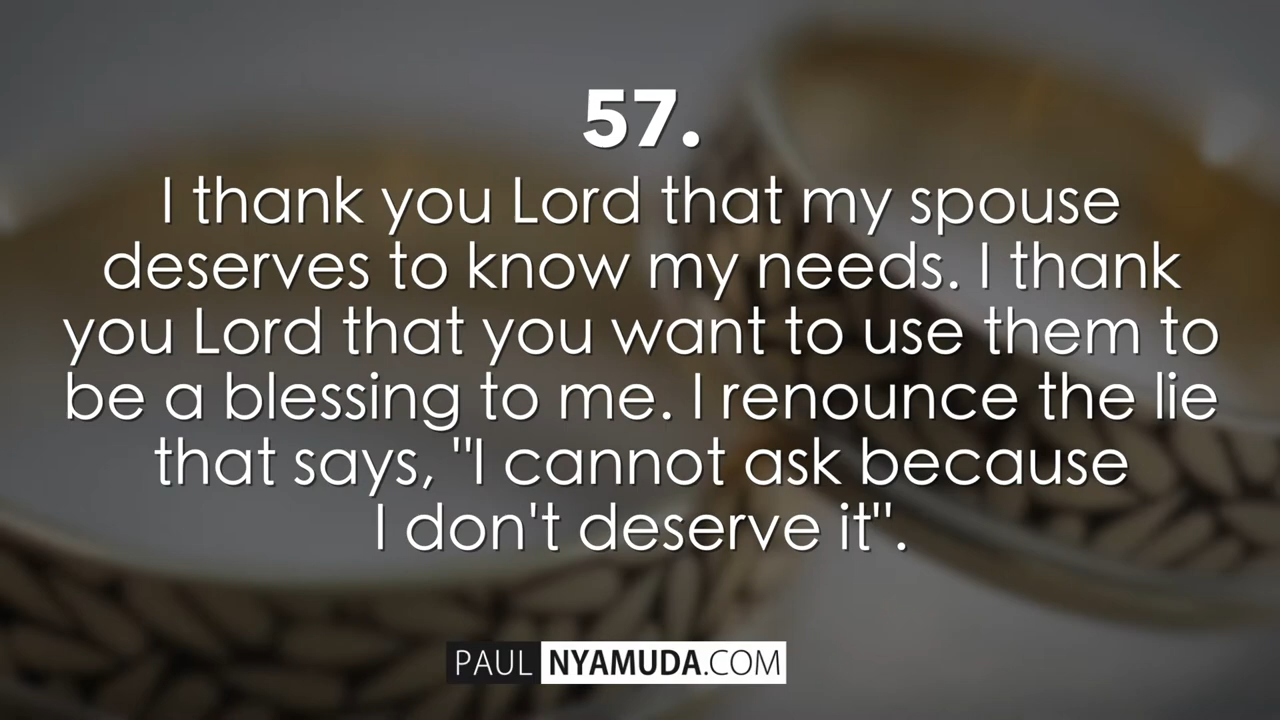 57.
I thank you Lord that my spouse
deserves to know my needs. I thank
you Lord that you want to use them to
be a blessing to me. I renounce the lie
that says, "I cannot ask because
I don't deserve it".
PAUL NYAMUDA.COM